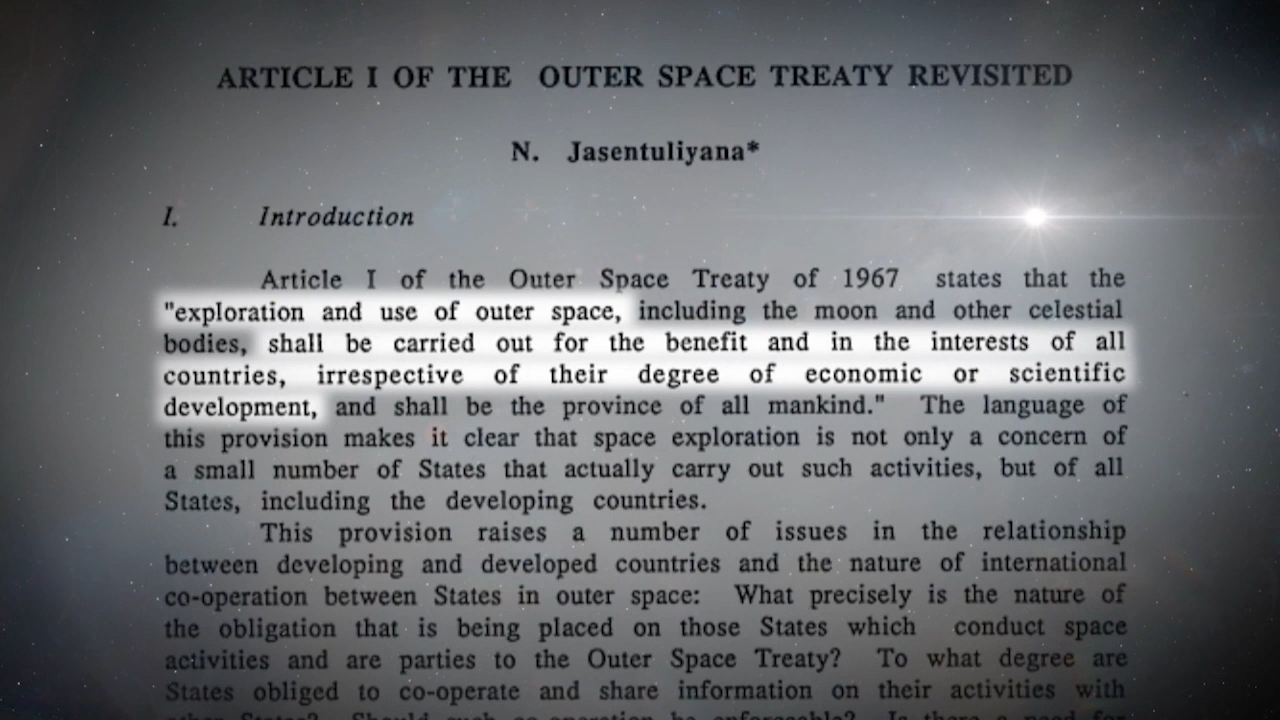 ARTICLE I OF THE OUTER SPACE TREATY REVISITED
N. Jasentuliyana*
I. Introduction
Article I of the Outer Space Treaty of 1967 states that the
"exploration and use of outer space, including the moon and other celestial
bodies, shall be carried out for the benefit and in the interests of all
countries, irrespective of their degree of economic or scientific
development, and shall be the province of all mankind." The language of
this provision makes it clear that space exploration is not only a concern of
a small number of States that actually carry out such activities, but of all
States, including the developing countries.
This provision raises a number of issues in the relationship
between developing and developed countries and the nature of international
co-operation between States in outer space: What precisely is the nature of
the obligation that is being placed on those States which conduct space
activities and are parties to the Outer Space Treaty? To what degree are
States obliged to co-operate and share information on their activities with